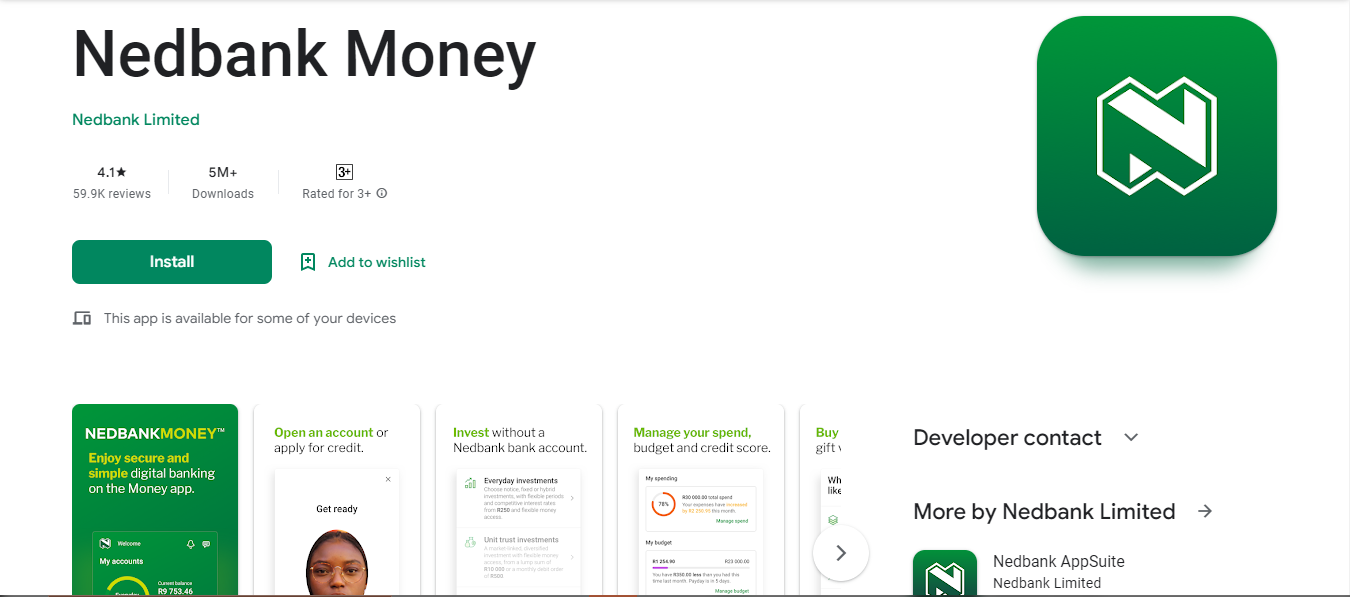 Nedbank Money
Nedbank Limited
4.1★
59.9K reviews
5M+
Downloads
3+
Rated for 3+
Install
Add to wishlist
This app is available for some of your devices
NEDBANKMONEY™
Enjoy secure and
simple digital banking
on the Money app.
Welcome
My accounts
Current balance
R9 753.46
Everyday
Open an account or
apply for credit.
Get ready
Invest without a
Nedbank bank account.
Everyday investments
Choose notice, fixed or hybrid
investments, with flexible periods
and competitive interest rates
from R250 and flexible money
access.
Unit trust investments
A market-linked, diversified
investment with flexible money
access, from a lump sum of
R10 000 or a monthly debit order
of R500.
Manage your spend,
budget and credit score.
My spending
78%
R30 000.00 total spend
Your expenses have increased
by R2 250.95 this month.
Manage spend
My budget
R1 254.90
R20 000.00
You have R350.00 less than you had this
time last month. Payday is in 5 days.
Manage budget
Buy
gift v
Wh
like
Developer contact
More by Nedbank Limited
Nedbank AppSuite
Nedbank Limited